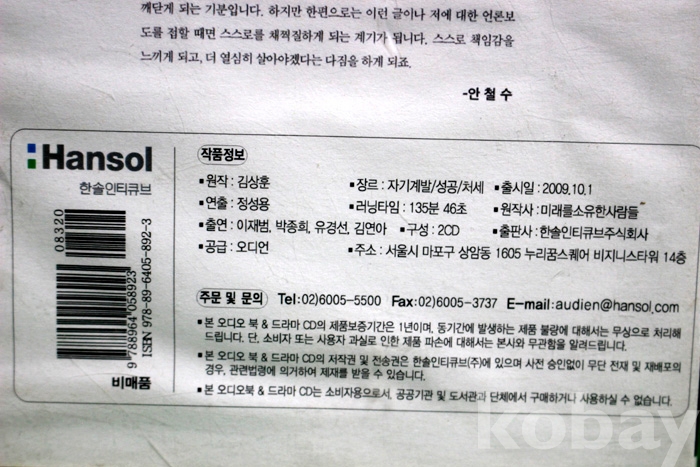 깨닫게 되는 기분입니다. 하지만 한편으로는 이런 글이나 저에 대한 언론보
도를 접할 때면 스스로를 채찍질하게 되는 계기가 됩니다. 스스로 책임감을
느끼게 되고, 더 열심히 살아야겠다는 다짐을 하게 되죠.
-안 철 수
Hansol
한솔인티큐브
작품정보
▪원작 : 김상훈 ▪장르 : 자기계발/성공/처세 ▪출시일 : 2009.10.1
▪연출 : 정성용 ▪러닝타임 : 135분 46초 ▪원작사 : 미래를소유한사람들
▪출연 : 이재범, 박종희, 유경선, 김연아 ▪구성 : 2CD ▪출판사 : 한솔인티큐브주식회사
▪공급 : 오디언 ▪주소 : 서울시 마포구 상암동 1605 누리꿈스퀘어 비지니스타워 14층
08320
9 788964 058923
ISBN 978-89-6405-892-3
비매품
주문 및 문의 Tel:02)6005-5500 Fax:02)6005-3737 E-mail:audien@hansol.com
▪본 오디오 북 & 드라마 CD의 제품보증기간은 1년이며, 동기간에 발생하는 제품 불량에 대해서는 무상으로 처리해
드립니다. 단, 소비자 또는 사용자 과실로 인한 제품 파손에 대해서는 본사와 무관함을 알려드립니다.
▪본 오디오 북 & 드라마 CD의 저작권 및 전송권은 한솔인티큐브(주)에 있으며 사전 승인없이 무단 전재 및 재배포의
경우, 관련법령에 의거하여 제재를 받을 수 있습니다.
▪본 오디오북 & 드라마 CD는 소비자용으로서, 공공기관 및 도서관과 단체에서 구매하거나 사용하실 수 없습니다.
kobay